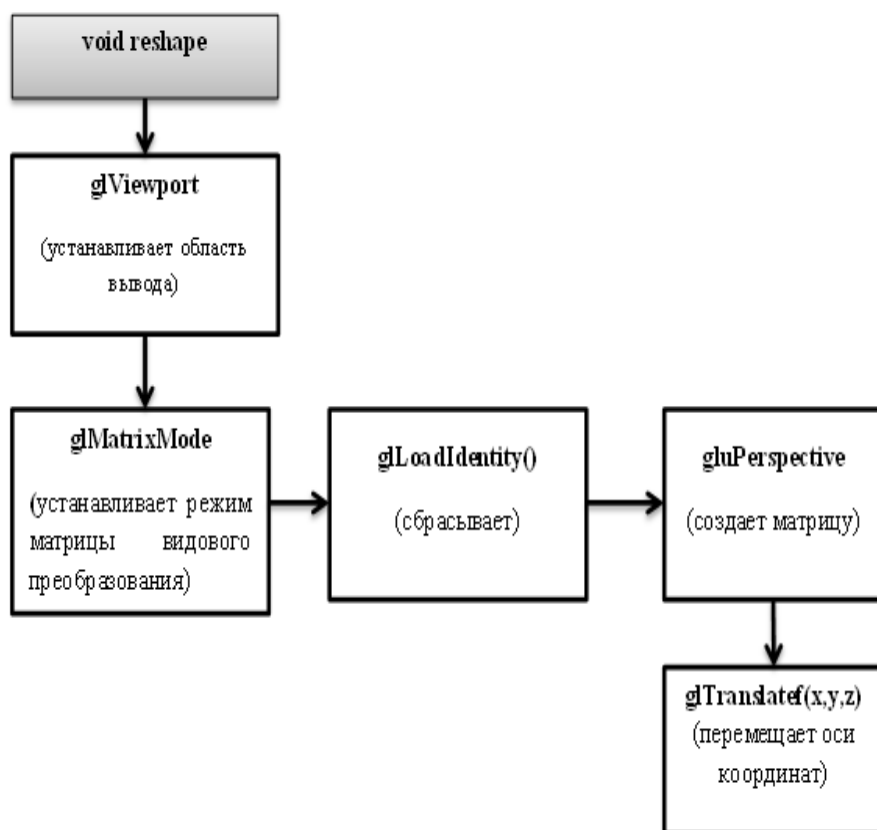 void reshape
glViewport
(устанавливает область
вывода)
glMatrixMode
(устанавливает режим
матрицы видового
преобразования)
glLoadIdentity()
(сбрасывает)
gluPerspective
(создает матрицу)
glTranslatef(x,y,z)
(перемещает оси
координат)